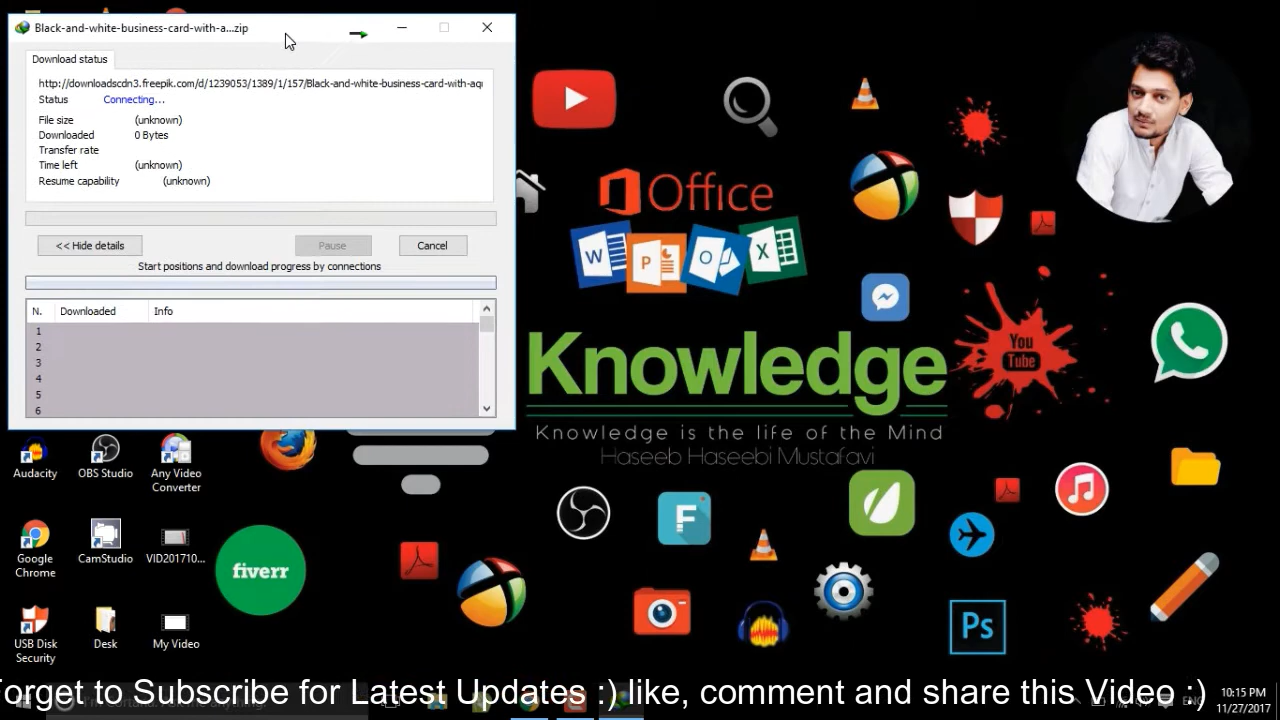 Black-and-white-business-card-with-a...zip
Download status
http://downloadscdn3.freepik.com/d/1239053/1389/1/157/Black-and-white-business-card-with-aq
Status Connecting...
File size (unknown)
Downloaded 0 Bytes
Transfer rate
Time left (unknown)
Resume capability (unknown)
<< Hide details Pause Cancel
Start positions and download progress by connections
N. Downloaded Info
1
2
3
4
5
6
Office
W P O X
Knowledge
Knowledge is the life of the Mind
Haseeb Haseebi Mustafavi
You
Tube
Audacity
OBS Studio
Any Video
Converter
Google
Chrome
CamStudio
VID201710...
fiverr
F
USB Disk
Security
Desk
My Video
Ps
Forget to Subscribe for Latest Updates :) like, comment and share this Video :)
10:15 PM
11/27/2017